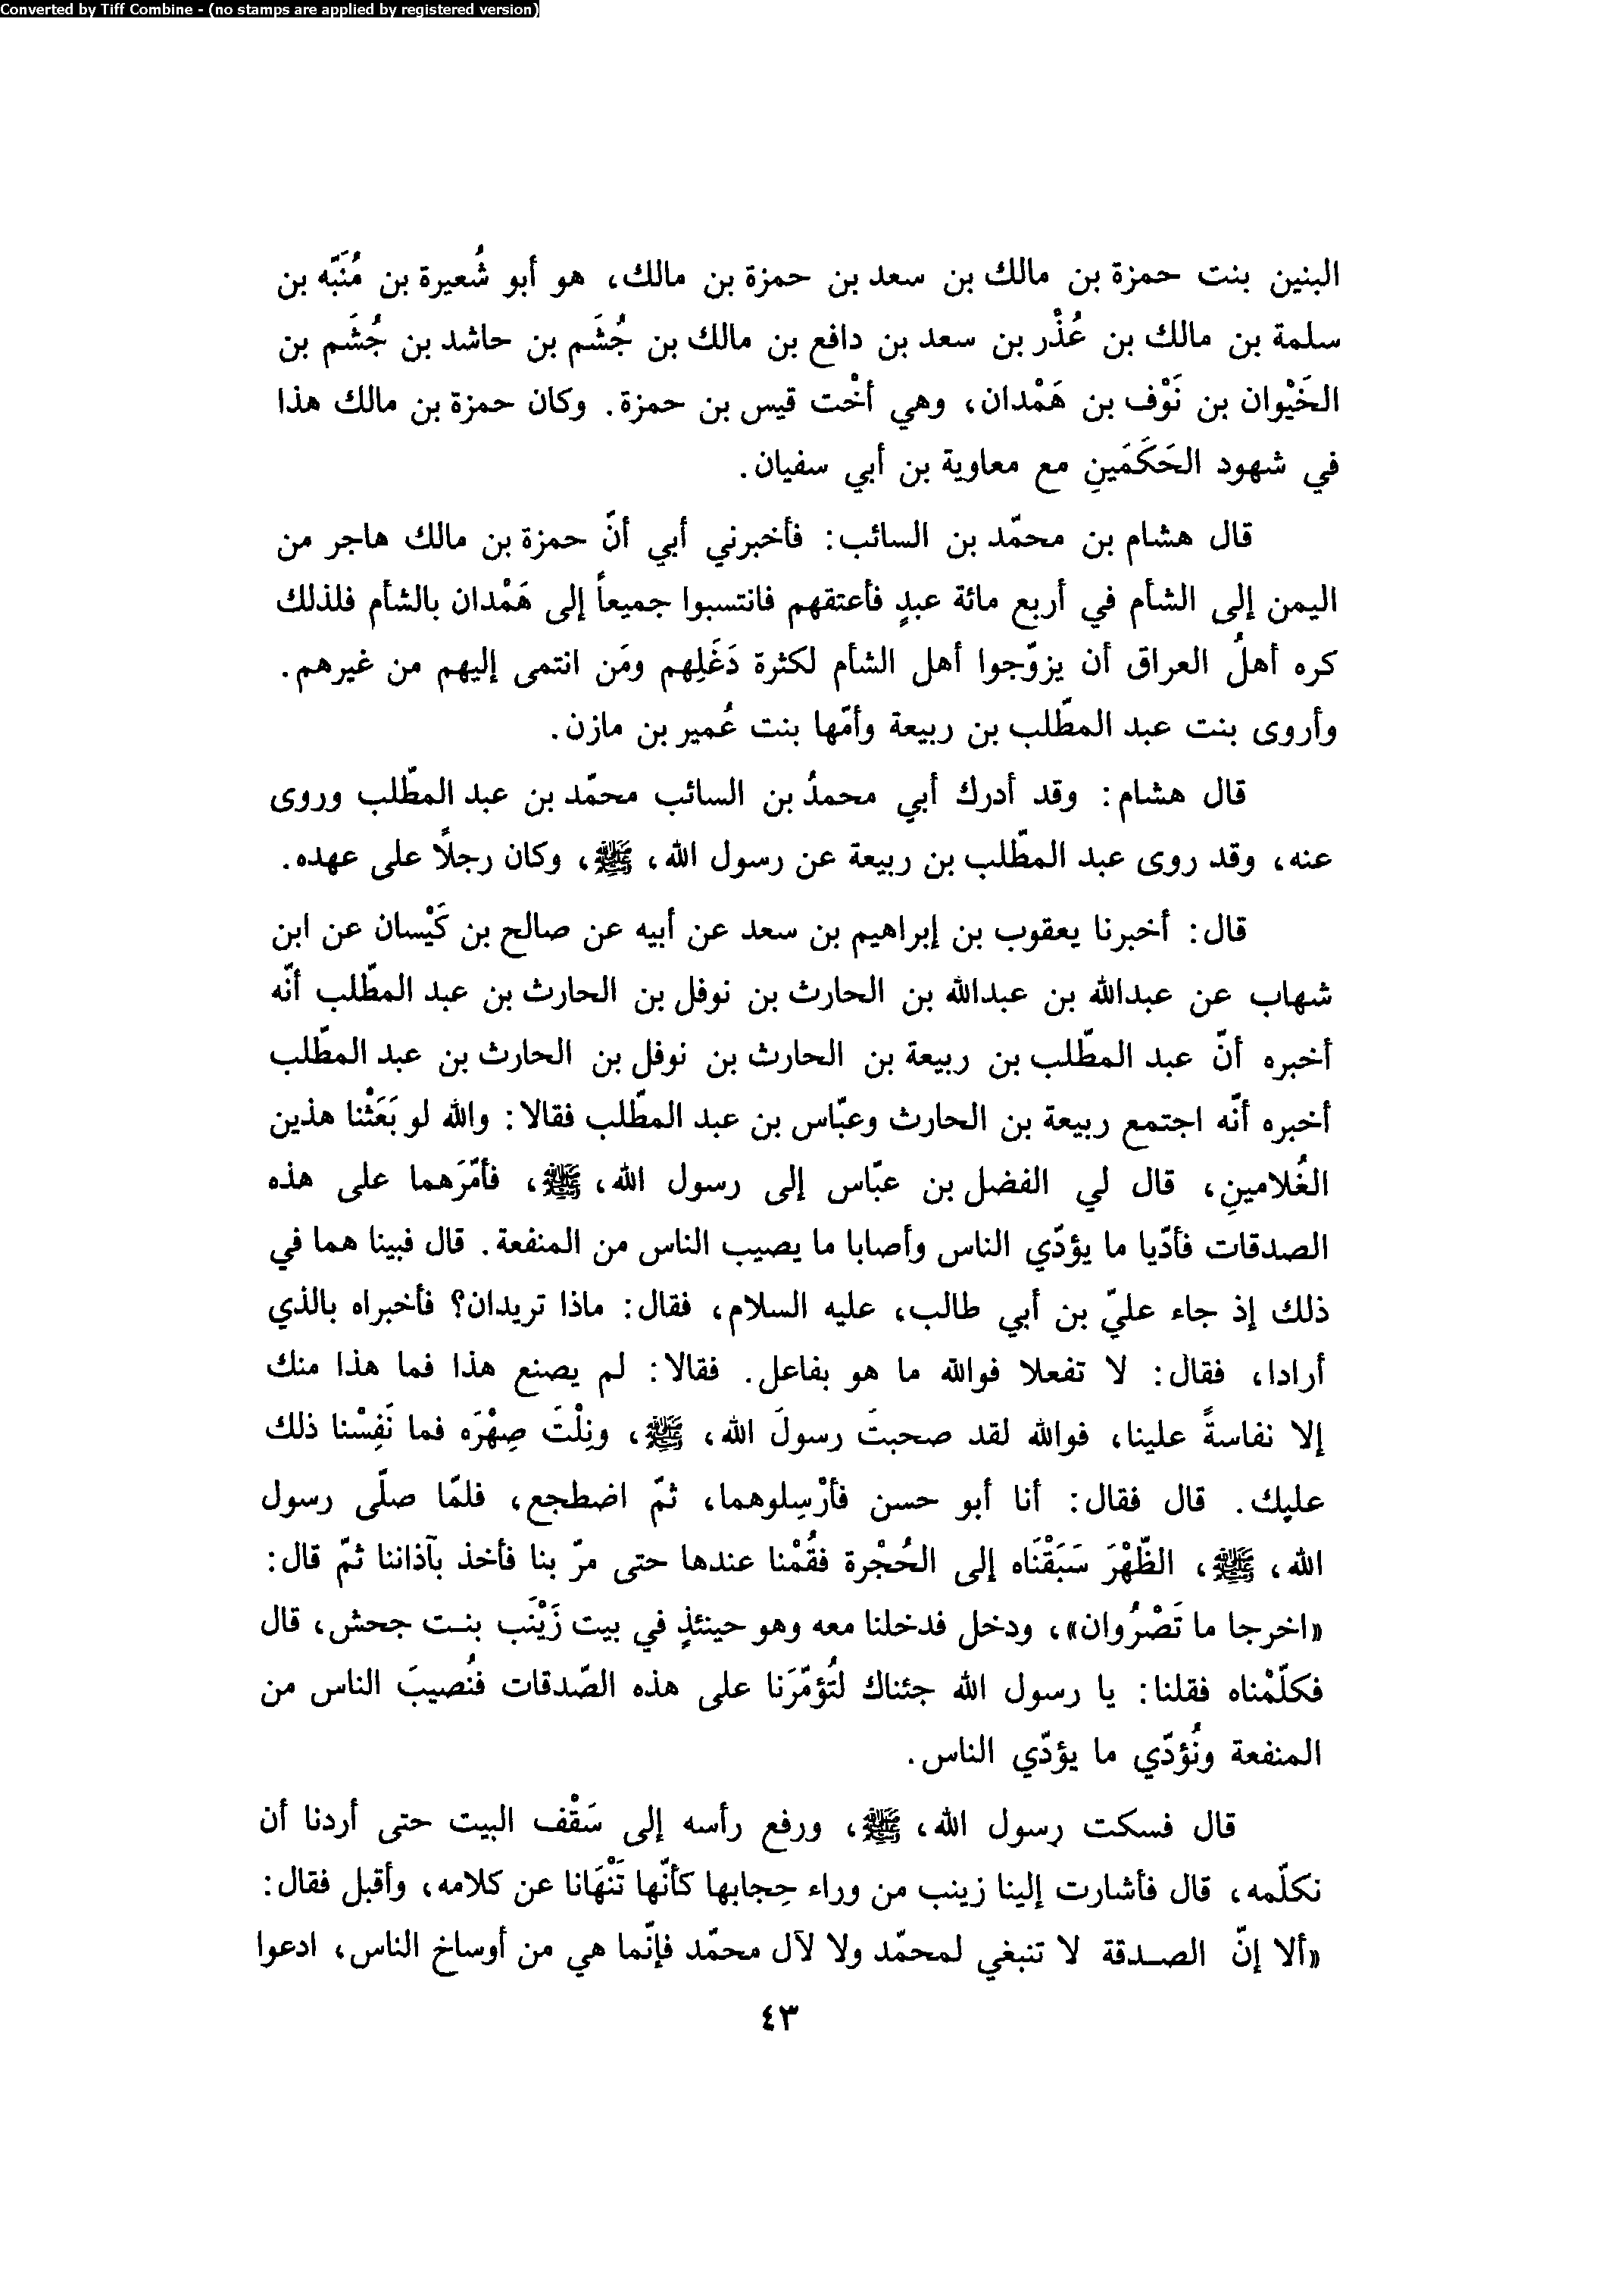 Converted by Tiff Combine - (no stamps are applied by registered version)
البنين بنت حمزة بن مالك بن سعد بن حمزة بن مالك، هو أبو شُعيرة بن مُنَبّه بن
سلمة بن مالك بن عُذْر بن سعد بن دافع بن مالك بن جُشَم بن حاشد بن جُشَم بن
الخَيْوان بن نَوْف بن هَمْدان، وهي أخْت قيس بن حمزة. وكان حمزة بن مالك هذا
في شهود الحَكَمَينِ مع معاوية بن أبي سفيان.
قال هشام بن محمّد بن السائب: فأخبرني أبي أنّ حمزة بن مالك هاجر من
اليمن إلى الشأم في أربع مائة عبدٍ فأعتقهم فانتسبوا جميعاً إلى هَمْدان بالشأم فلذلك
كره أهلُ العراق أن يزوّجوا أهل الشأم لكثرة دَغَلِهم ومَن انتمى إليهم من غيرهم.
وأروى بنت عبد المطّلب بن ربيعة وأمّها بنت عُمير بن مازن.
قال هشام: وقد أدرك أبي محمدُ بن السائب محمّد بن عبد المطّلب وروى
عنه، وقد روى عبد المطّلب بن ربيعة عن رسول الله، ﷺ، وكان رجلاً على عهده.
قال: أخبرنا يعقوب بن إبراهيم بن سعد عن أبيه عن صالح بن كَيْسان عن ابن
شهاب عن عبدالله بن عبدالله بن الحارث بن نوفل بن الحارث بن عبد المطّلب أنّه
أخبره أنّ عبد المطّلب بن ربيعة بن الحارث بن نوفل بن الحارث بن عبد المطّلب
أخبره أنّه اجتمع ربيعة بن الحارث وعبّاس بن عبد المطّلب فقالا: والله لو بَعَثْنا هذين
الغُلامينِ، قال لي الفضل بن عبّاس إلى رسول الله، ﷺ، فأمّرَهما على هذه
الصدقات فأدّيا ما يؤدّي الناس وأصابا ما يصيب الناس من المنفعة. قال فبينا هما في
ذلك إذ جاء عليّ بن أبي طالب، عليه السلام، فقال: ماذا تريدان؟ فأخبراه بالذي
أرادا، فقال: لا تفعلا فوالله ما هو بفاعل. فقالا: لم يصنع هذا فما هذا منك
إلا نفاسةً علينا، فوالله لقد صحبتَ رسولَ الله، ﷺ، ونِلْتَ صِهْرَه فما نَفِسْنا ذلك
عليك. قال فقال: أنا أبو حسن فأرْسِلوهما، ثمّ اضطجع، فلمّا صلّى رسول
الله، ﷺ، الظّهْرَ سَبَقْنَاه إلى الحُجْرة فقُمْنا عندها حتى مرّ بنا فأخذ بآذاننا ثمّ قال:
«اخرجا ما تَصْرُوان»، ودخل فدخلنا معه وهو حينئذٍ في بيت زَيْنَب بنت جحش، قال
فكلّمْناه فقلنا: يا رسول الله جئناك لتُؤمّرَنا على هذه الصّدقات فنُصيبَ الناس من
المنفعة ونُؤدّي ما يؤدّي الناس.
قال فسكت رسول الله، ﷺ، ورفع رأسه إلى سَقْف البيت حتى أردنا أن
نكلّمه، قال فأشارت إلينا زينب من وراء حِجابها كأنّها تَنْهَانا عن كلامه، وأقبل فقال:
«ألا إنّ الصدقة لا تنبغي لمحمّد ولا لآل محمّد فإنّما هي من أوساخ الناس، ادعوا
٤٣